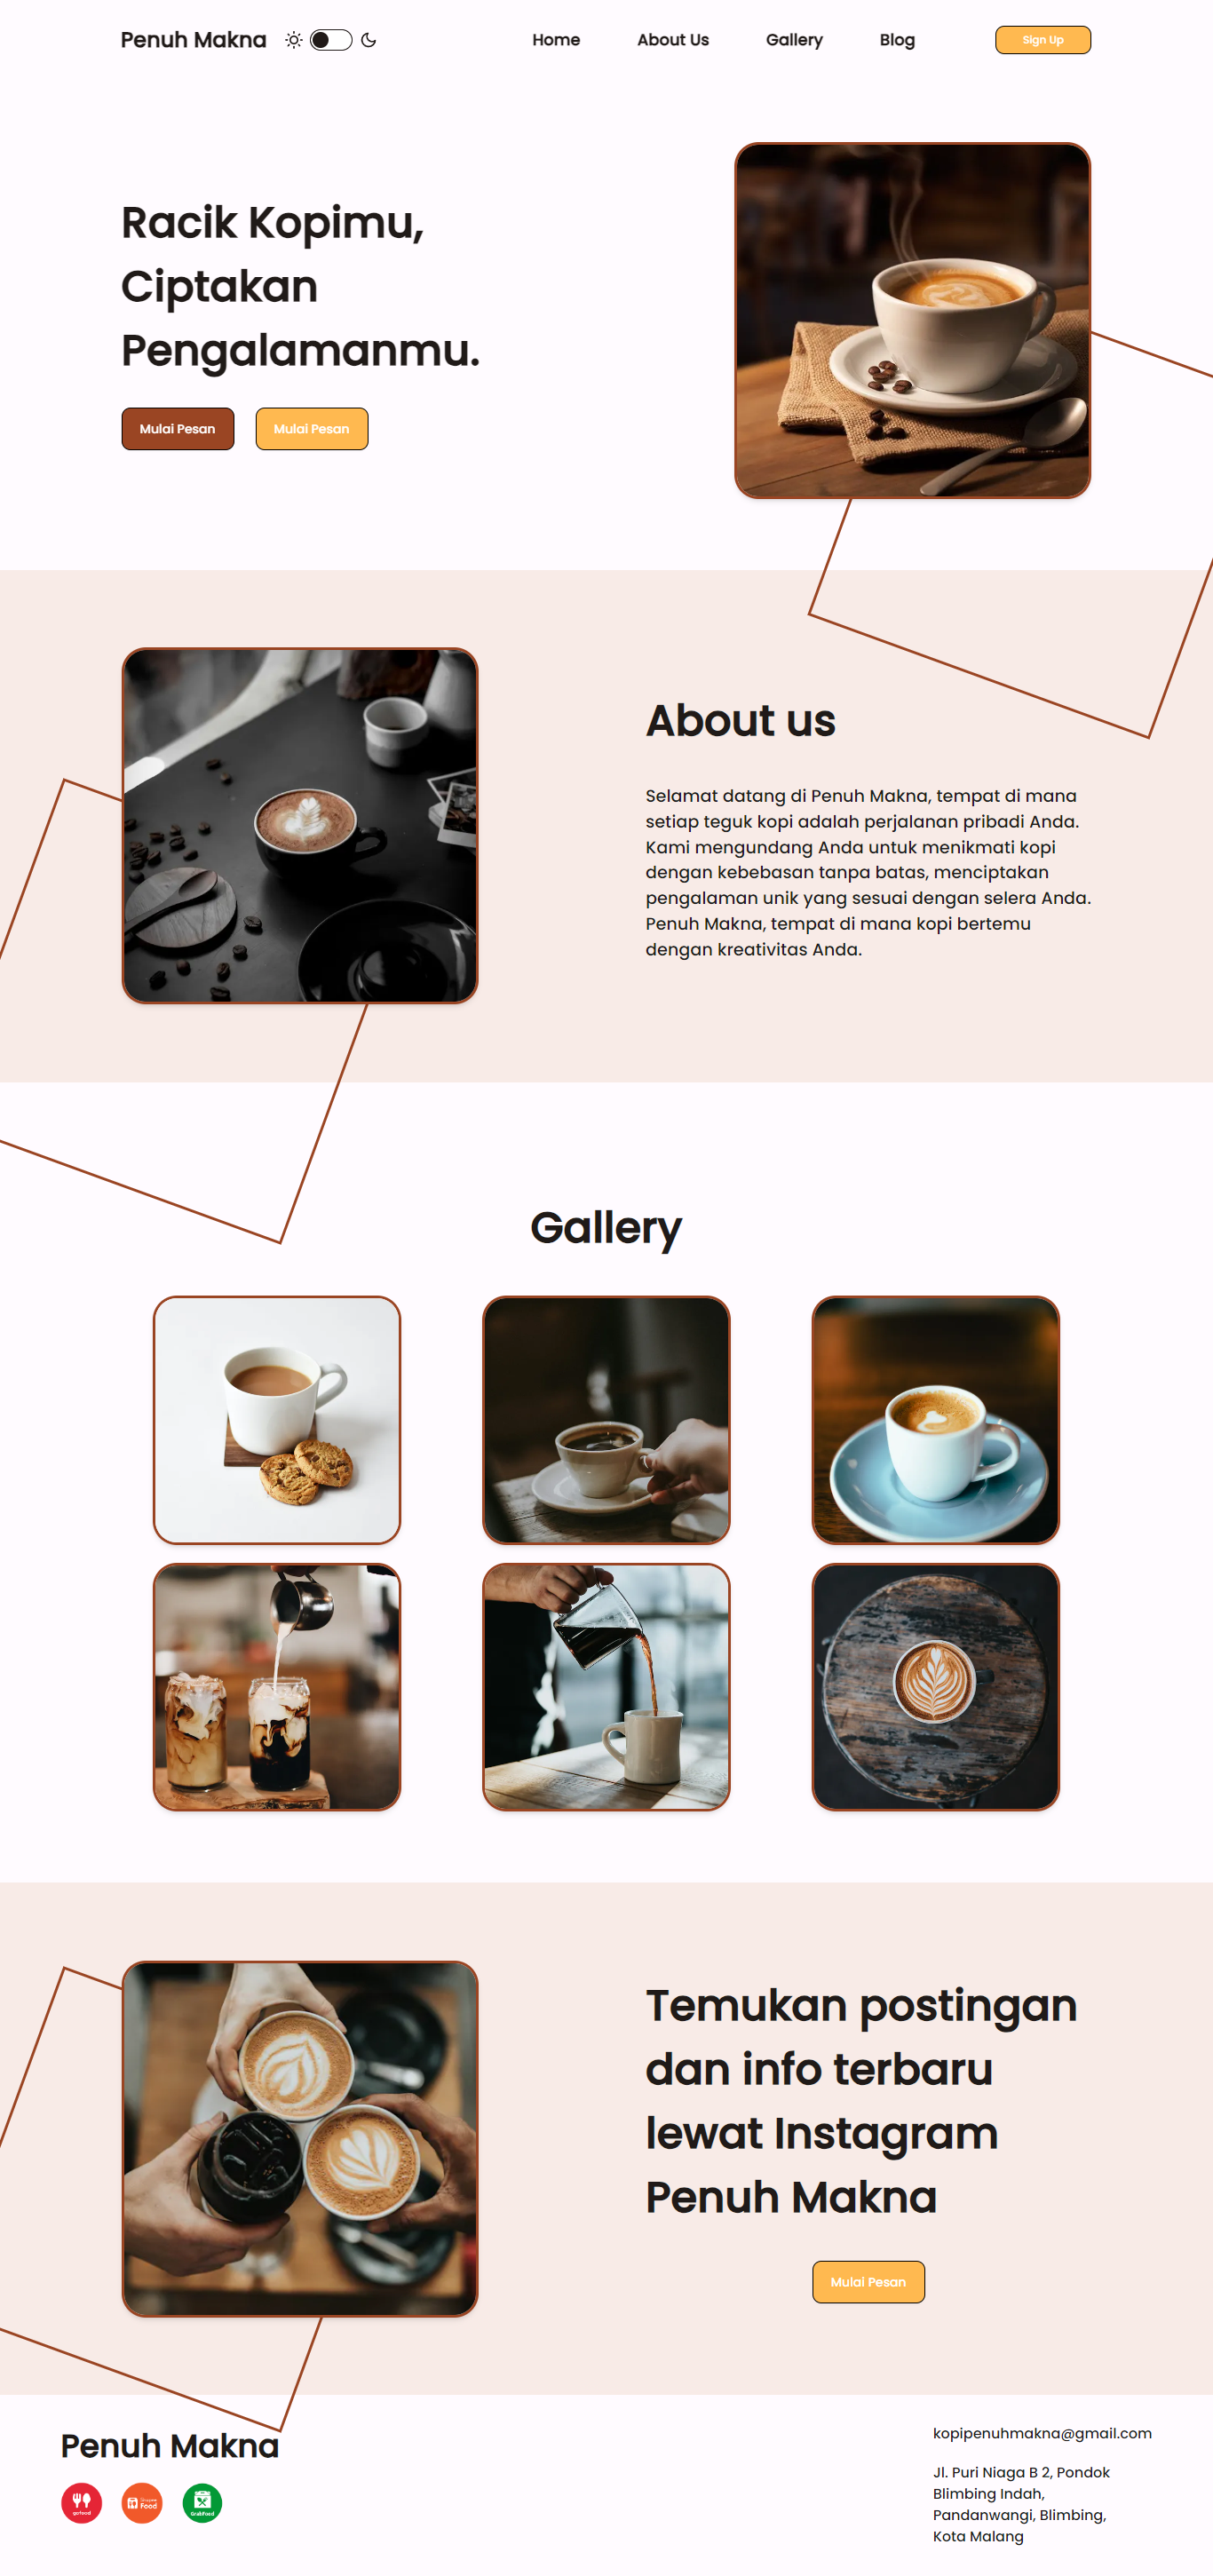 Penuh Makna
Home
About Us
Gallery
Blog
Sign Up
Racik Kopimu,
Ciptakan
Pengalamanmu.
Mulai Pesan
Mulai Pesan
About us
Selamat datang di Penuh Makna, tempat di mana
setiap teguk kopi adalah perjalanan pribadi Anda.
Kami mengundang Anda untuk menikmati kopi
dengan kebebasan tanpa batas, menciptakan
pengalaman unik yang sesuai dengan selera Anda.
Penuh Makna, tempat di mana kopi bertemu
dengan kreativitas Anda.
Gallery
Temukan postingan
dan info terbaru
lewat Instagram
Penuh Makna
Mulai Pesan
Penuh Makna
gofood
Shopee
Food
GrabFood
kopipenuhmakna@gmail.com
Jl. Puri Niaga B 2, Pondok
Blimbing Indah,
Pandanwangi, Blimbing,
Kota Malang